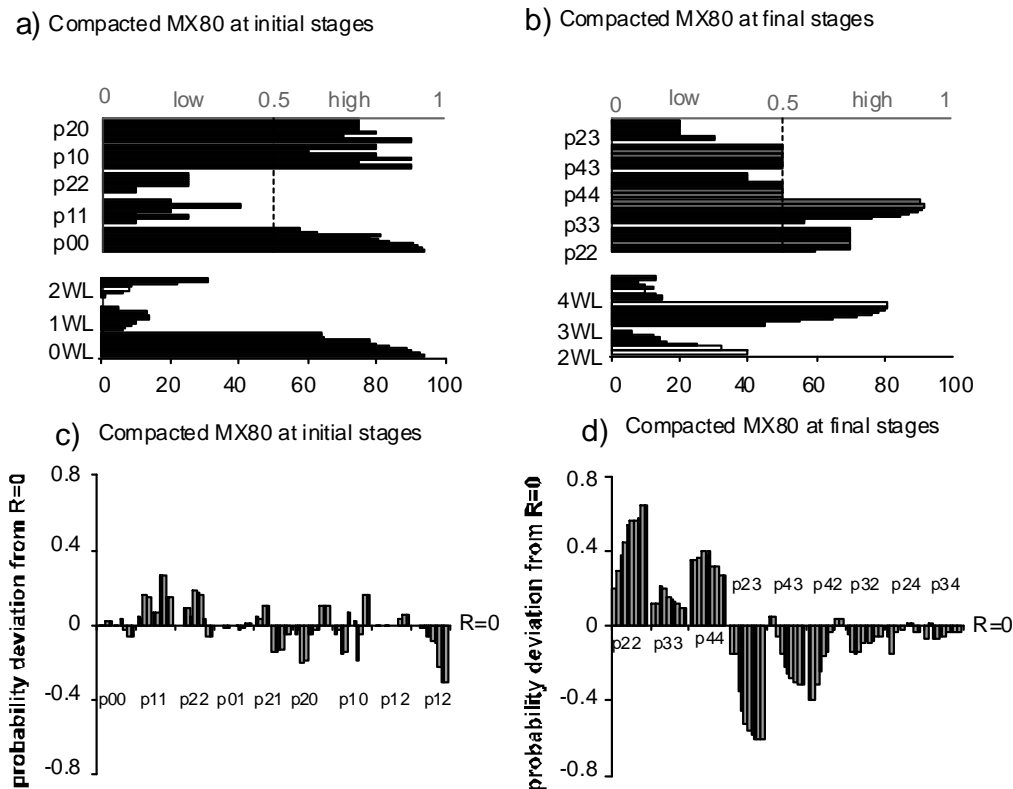 a) Compacted MX80 at initial stages
0 low 0.5 high 1
p20
p10
p22
p11
p00
2WL
1WL
0WL
0 20 40 60 80 100
b) Compacted MX80 at final stages
0 low 0.5 high 1
p23
p43
p44
p33
p22
4WL
3WL
2WL
0 20 40 60 80 100
c) Compacted MX80 at initial stages
probability deviation from R=0
0.8
0.4
0
-0.4
-0.8
R=0
p00 p11 p22 p01 p21 p20 p10 p12 p12
d) Compacted MX80 at final stages
probability deviation from R=0
0.8
0.4
0
-0.4
-0.8
p23 p43 p42 p32 p24 p34
R=0
p22 p33 p44